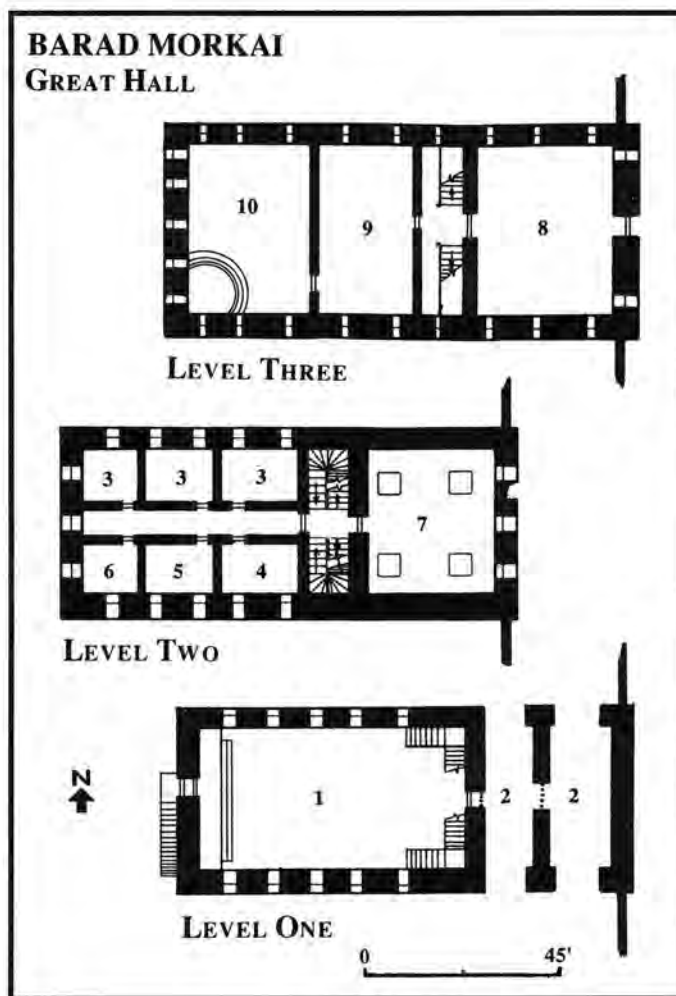 BARAD MORKAI
GREAT HALL
10 9 8
LEVEL THREE
3 3 3
7
6 5 4
LEVEL TWO
N
1 2 2
LEVEL ONE
0 45'